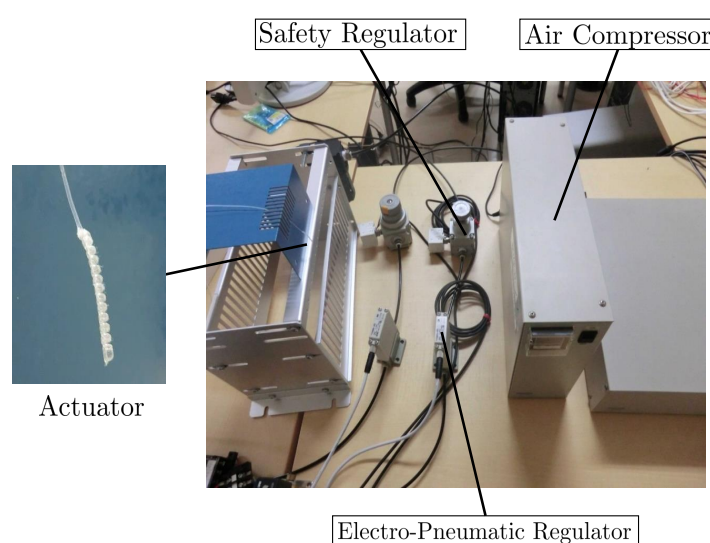 Safety Regulator
Air Compressor
Actuator
Electro-Pneumatic Regulator